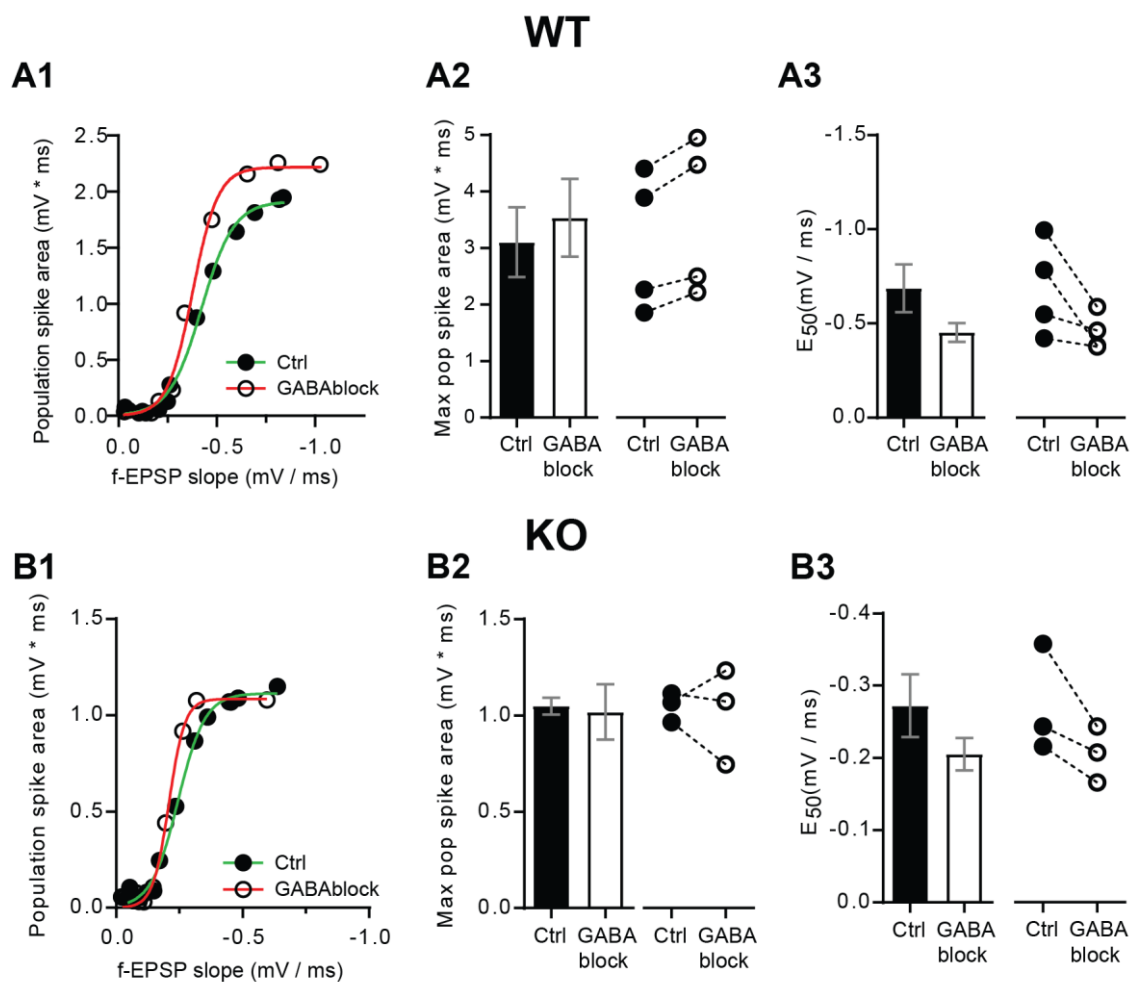 WT
A1
Population spike area (mV * ms)
2.5
2.0
1.5
1.0
0.5
0.0
Ctrl
GABAblock
0.0
-0.5
-1.0
f-EPSP slope (mV / ms)
A2
Max pop spike area (mV * ms)
5
4
3
2
1
0
Ctrl
GABA
block
Ctrl
GABA
block
A3
E50(mV / ms)
-1.5
-1.0
-0.5
0.0
Ctrl
GABA
block
Ctrl
GABA
block
KO
B1
Population spike area (mV * ms)
1.5
1.0
0.5
0.0
Ctrl
GABAblock
0.0
-0.5
-1.0
f-EPSP slope (mV / ms)
B2
Max pop spike area (mV * ms)
1.5
1.0
0.5
0.0
Ctrl
GABA
block
Ctrl
GABA
block
B3
E50(mV / ms)
-0.4
-0.3
-0.2
-0.1
0.0
Ctrl
GABA
block
Ctrl
GABA
block